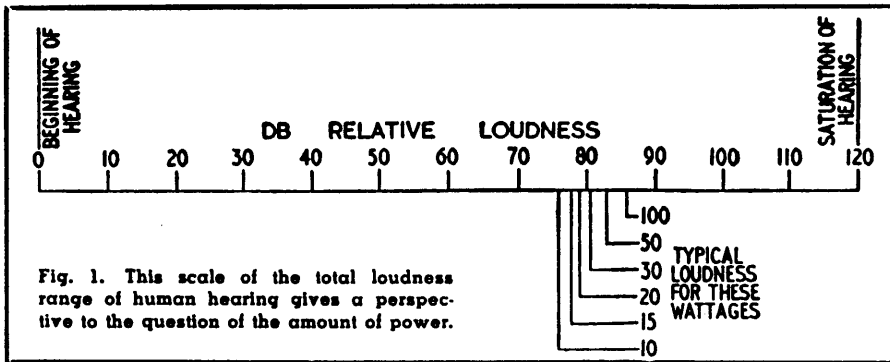 BEGINNING OF
HEARING
SATURATION OF
HEARING
DB RELATIVE LOUDNESS
0 10 20 30 40 50 60 70 80 90 100 110 120
100
50
30
20
15
10
TYPICAL
LOUDNESS
FOR THESE
WATTAGES
Fig. 1. This scale of the total loudness
range of human hearing gives a perspec-
tive to the question of the amount of power.